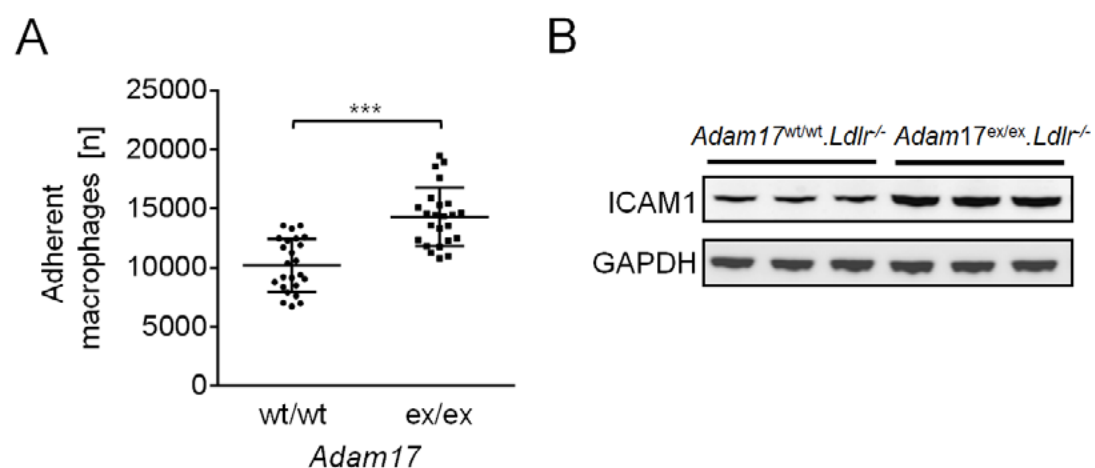 A
B
25000
20000
15000
10000
5000
0
Adherent
macrophages [n]
***
wt/wt
ex/ex
Adam17
Adam17wt/wt.Ldlr-/-
Adam17ex/ex.Ldlr-/-
ICAM1
GAPDH